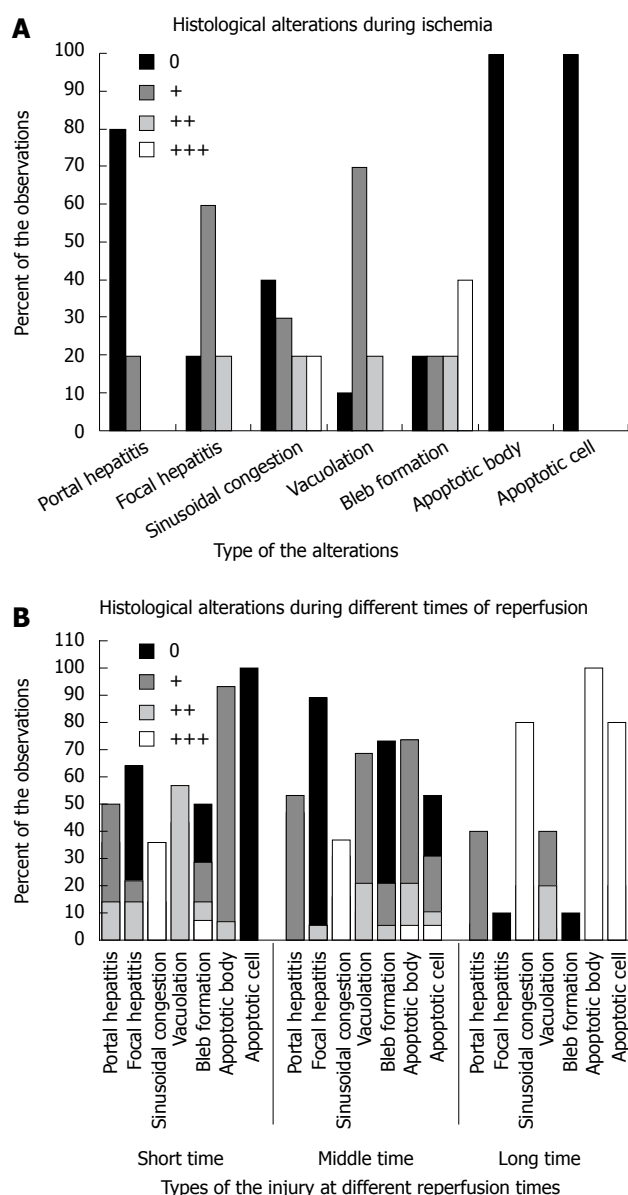 A
Histological alterations during ischemia
Percent of the observations
100
90
80
70
60
50
40
30
20
10
0
0
+
++
+++
Portal hepatitis
Focal hepatitis
Sinusoidal congestion
Vacuolation
Bleb formation
Apoptotic body
Apoptotic cell
Type of the alterations
B
Histological alterations during different times of reperfusion
Percent of the observations
110
100
90
80
70
60
50
40
30
20
10
0
0
+
++
+++
Portal hepatitis
Focal hepatitis
Sinusoidal congestion
Vacuolation
Bleb formation
Apoptotic body
Apoptotic cell
Portal hepatitis
Focal hepatitis
Sinusoidal congestion
Vacuolation
Bleb formation
Apoptotic body
Apoptotic cell
Portal hepatitis
Focal hepatitis
Sinusoidal congestion
Vacuolation
Bleb formation
Apoptotic body
Apoptotic cell
Short time
Middle time
Long time
Types of the injury at different reperfusion times